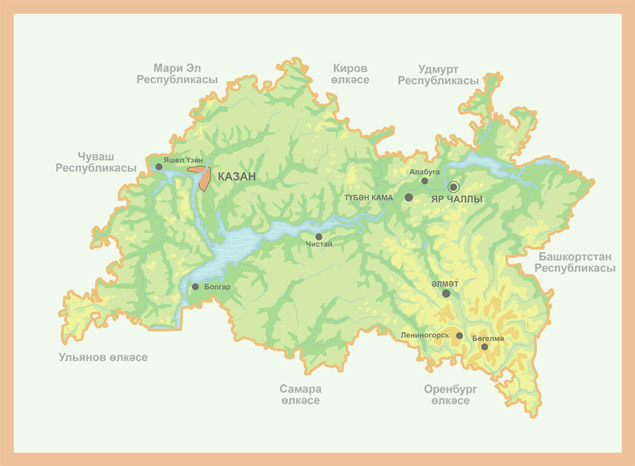 Мари Эл
Республикасы
Киров
өлкәсе
Удмурт
Республикасы
Чуваш
Республикасы
Яшел Үзән
КАЗАН
Алабуга
ТҮБӘН КАМА
ЯР ЧАЛЛЫ
Чистай
Башкортстан
Республикасы
Болгар
ӘЛМӘТ
Лениногорск
Бөгелмә
Ульянов өлкәсе
Самара
өлкәсе
Оренбург
өлкәсе